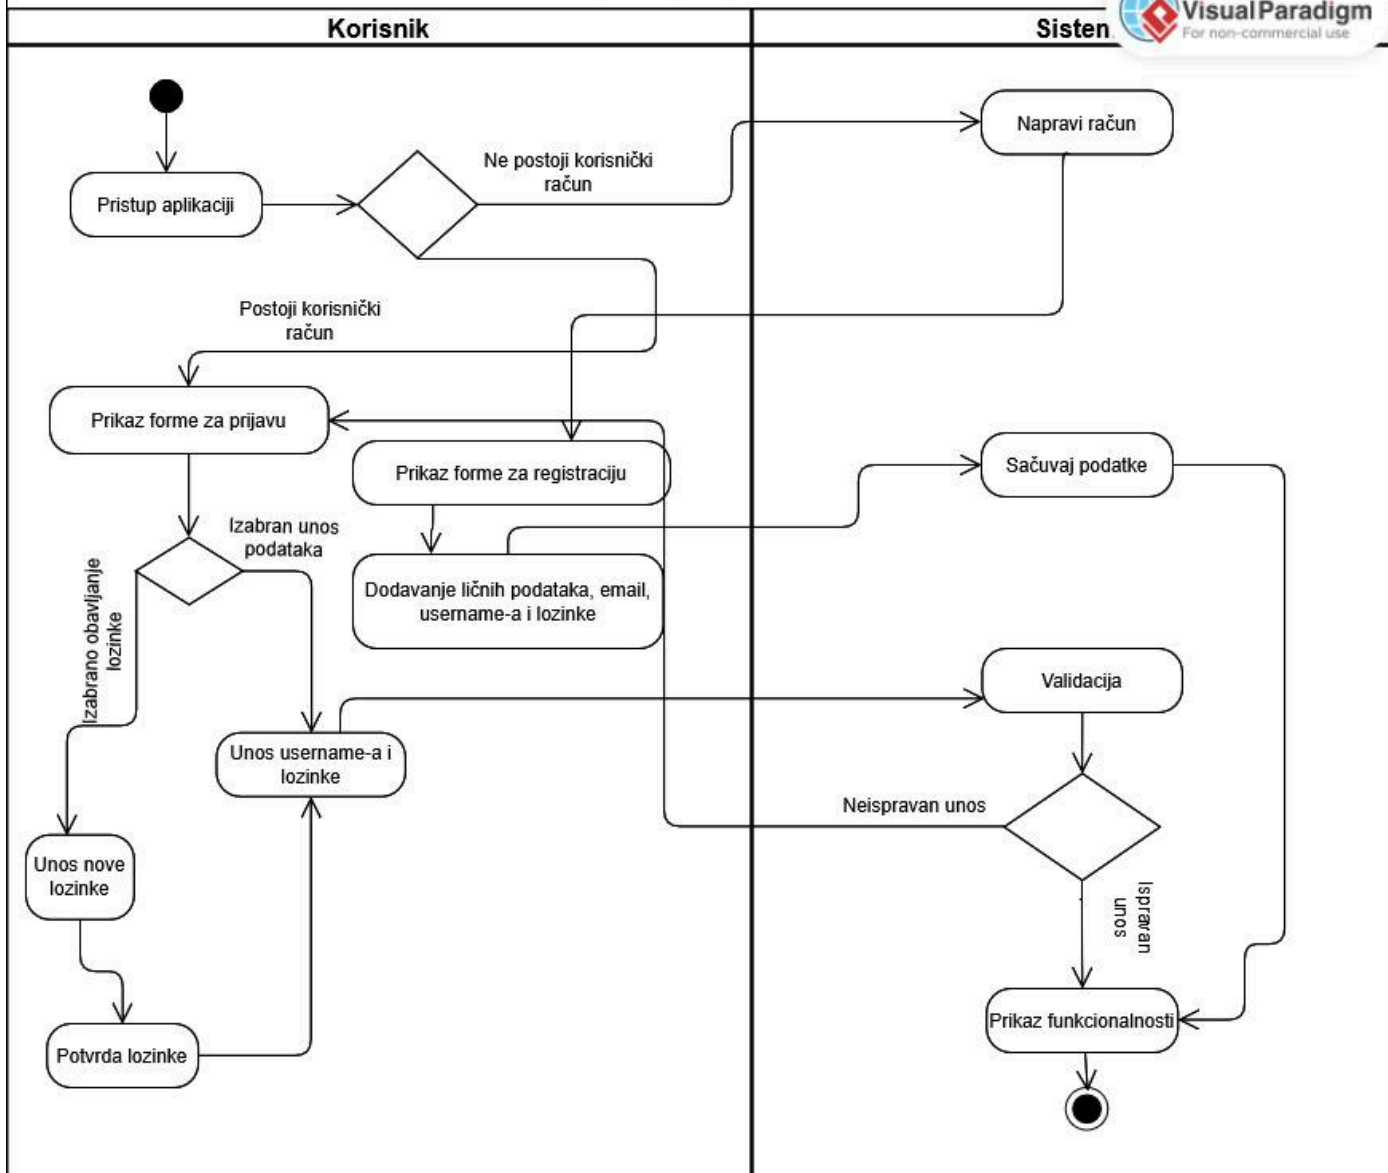 Korisnik
Sistem
Visual Paradigm
For non-commercial use
Napravi račun
Ne postoji korisnički
račun
Pristup aplikaciji
Postoji korisnički
račun
Prikaz forme za prijavu
Prikaz forme za registraciju
Sačuvaj podatke
Izabran unos
podataka
Izabrano obavljanje
lozinke
Dodavanje ličnih podataka, email,
username-a i lozinke
Validacija
Unos username-a i
lozinke
Neispravan unos
Unos nove
lozinke
Ispravan
unos
Prikaz funkcionalnosti
Potvrda lozinke